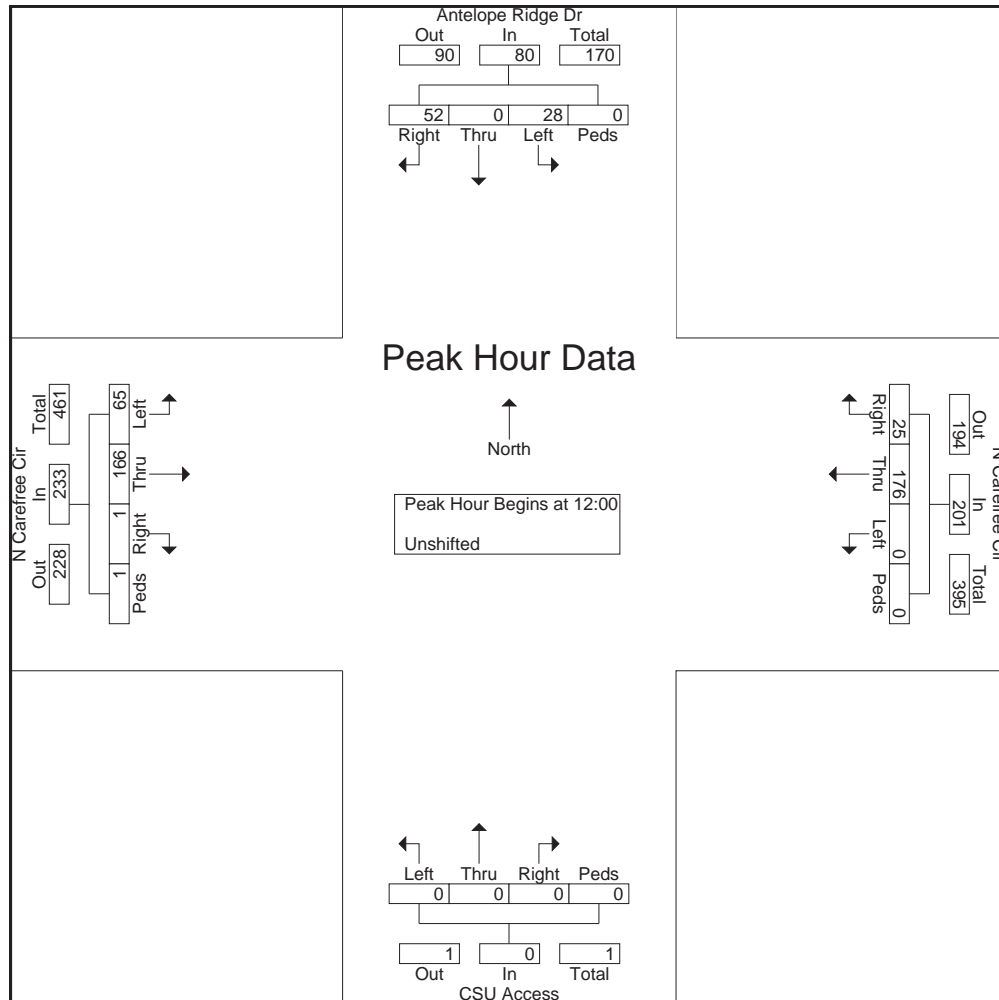 Antelope Ridge Dr
Out In Total
90 80 170
52 0 28 0
Right Thru Left Peds
Peak Hour Data
North
Peak Hour Begins at 12:00
Unshifted
N Carefree Cir
Out In Total
228 233 461
65 166 1 1
Left Thru Right Peds
N Carefree Cir
Out In Total
194 201 395
25 176 0 0
Right Thru Left Peds
Left Thru Right Peds
0 0 0 0
1 0 1
Out In Total
CSU Access